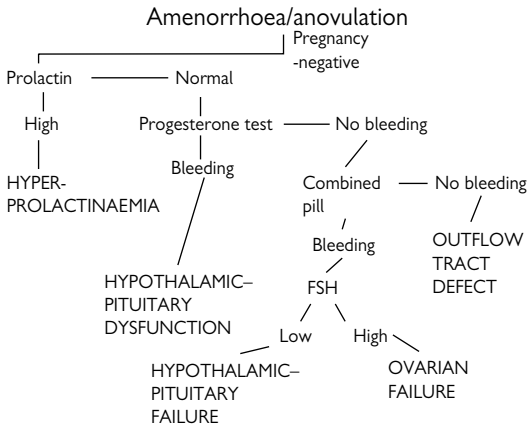 Amenorrhoea/anovulation
Pregnancy
-negative
Prolactin
Normal
High
Progesterone test
No bleeding
Bleeding
HYPER-
PROLACTINAEMIA
Combined
pill
No bleeding
Bleeding
OUTFLOW
TRACT
DEFECT
HYPOTHALAMIC–
PITUITARY
DYSFUNCTION
FSH
Low
High
HYPOTHALAMIC–
PITUITARY
FAILURE
OVARIAN
FAILURE